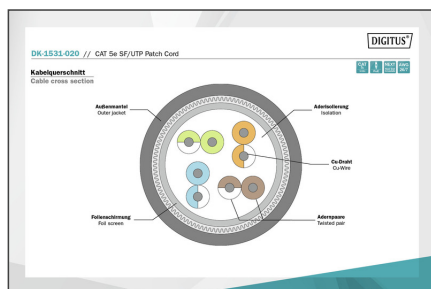 DIGITUS®
DK-1531-020 // CAT 5e SF/UTP Patch Cord
Kabelquerschnitt
Cable cross section
Außenmantel
Outer jacket
Aderisolierung
Isolation
Cu-Draht
Cu-Wire
Folienschirmung
Foil screen
Adernpaare
Twisted pair